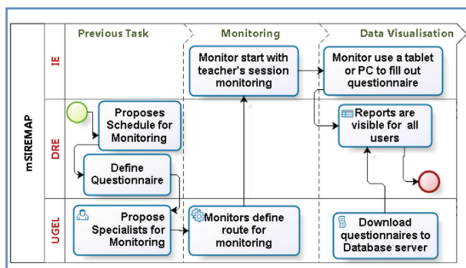 Previous Task
Monitoring
Data Visualisation
mSIREMAP
IE
Monitor start with
teacher's session
monitoring
Monitor use a tablet
or PC to fill out
questionnaire
DRE
Proposes
Schedule for
Monitoring
Define
Questionnaire
Reports are
visible for all
users
UGEL
Propose
Specialists for
Monitoring
Monitors define
route for
monitoring
Download
questionnaires to
Database server